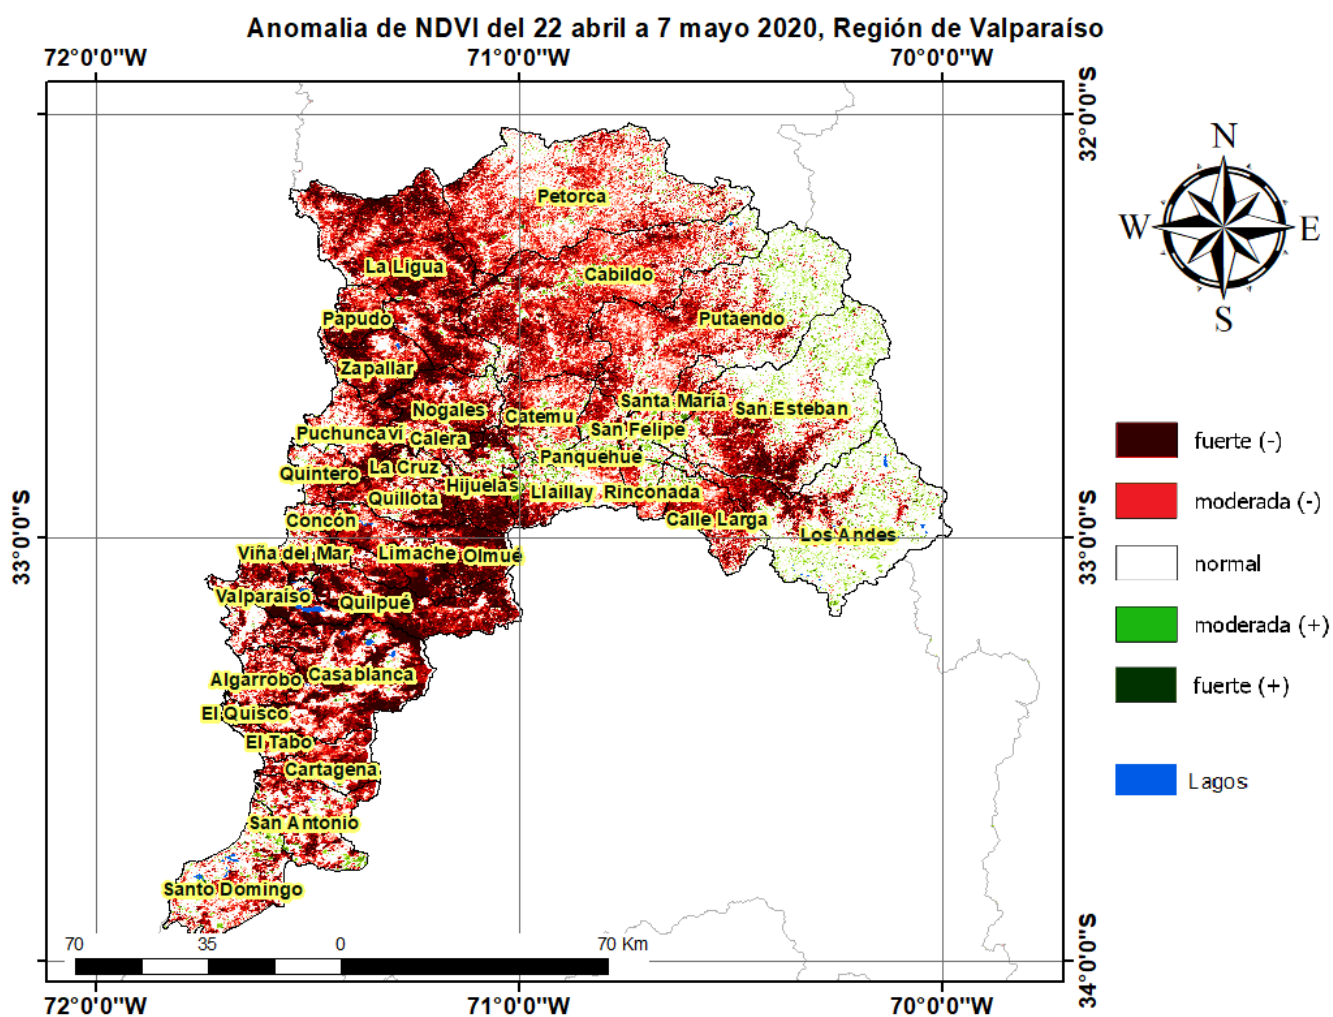 Anomalia de NDVI del 22 abril a 7 mayo 2020, Región de Valparaíso
72°0'0"W 71°0'0"W 70°0'0"W
32°0'0"S
N
W E
S
Petorca
La Ligua
Cabildo
Papudo
Putaendo
Zapallar
Santa María
Nogales
Catemu
San Esteban
Puchuncaví
Calera
San Felipe
Panquehue
La Cruz
Quintero
Hijuelas
Llaillay
Rinconada
Quillota
Concón
Calle Larga
Los Andes
Viña del Mar
Limache
Olmué
Valparaíso
Quilpué
Algarrobo
Casablanca
El Quisco
El Tabo
Cartagena
San Antonio
Santo Domingo
fuerte (-)
moderada (-)
normal
moderada (+)
fuerte (+)
Lagos
33°0'0"S
33°0'0"S
34°0'0"S
70 35 0 70 Km
72°0'0"W 71°0'0"W 70°0'0"W